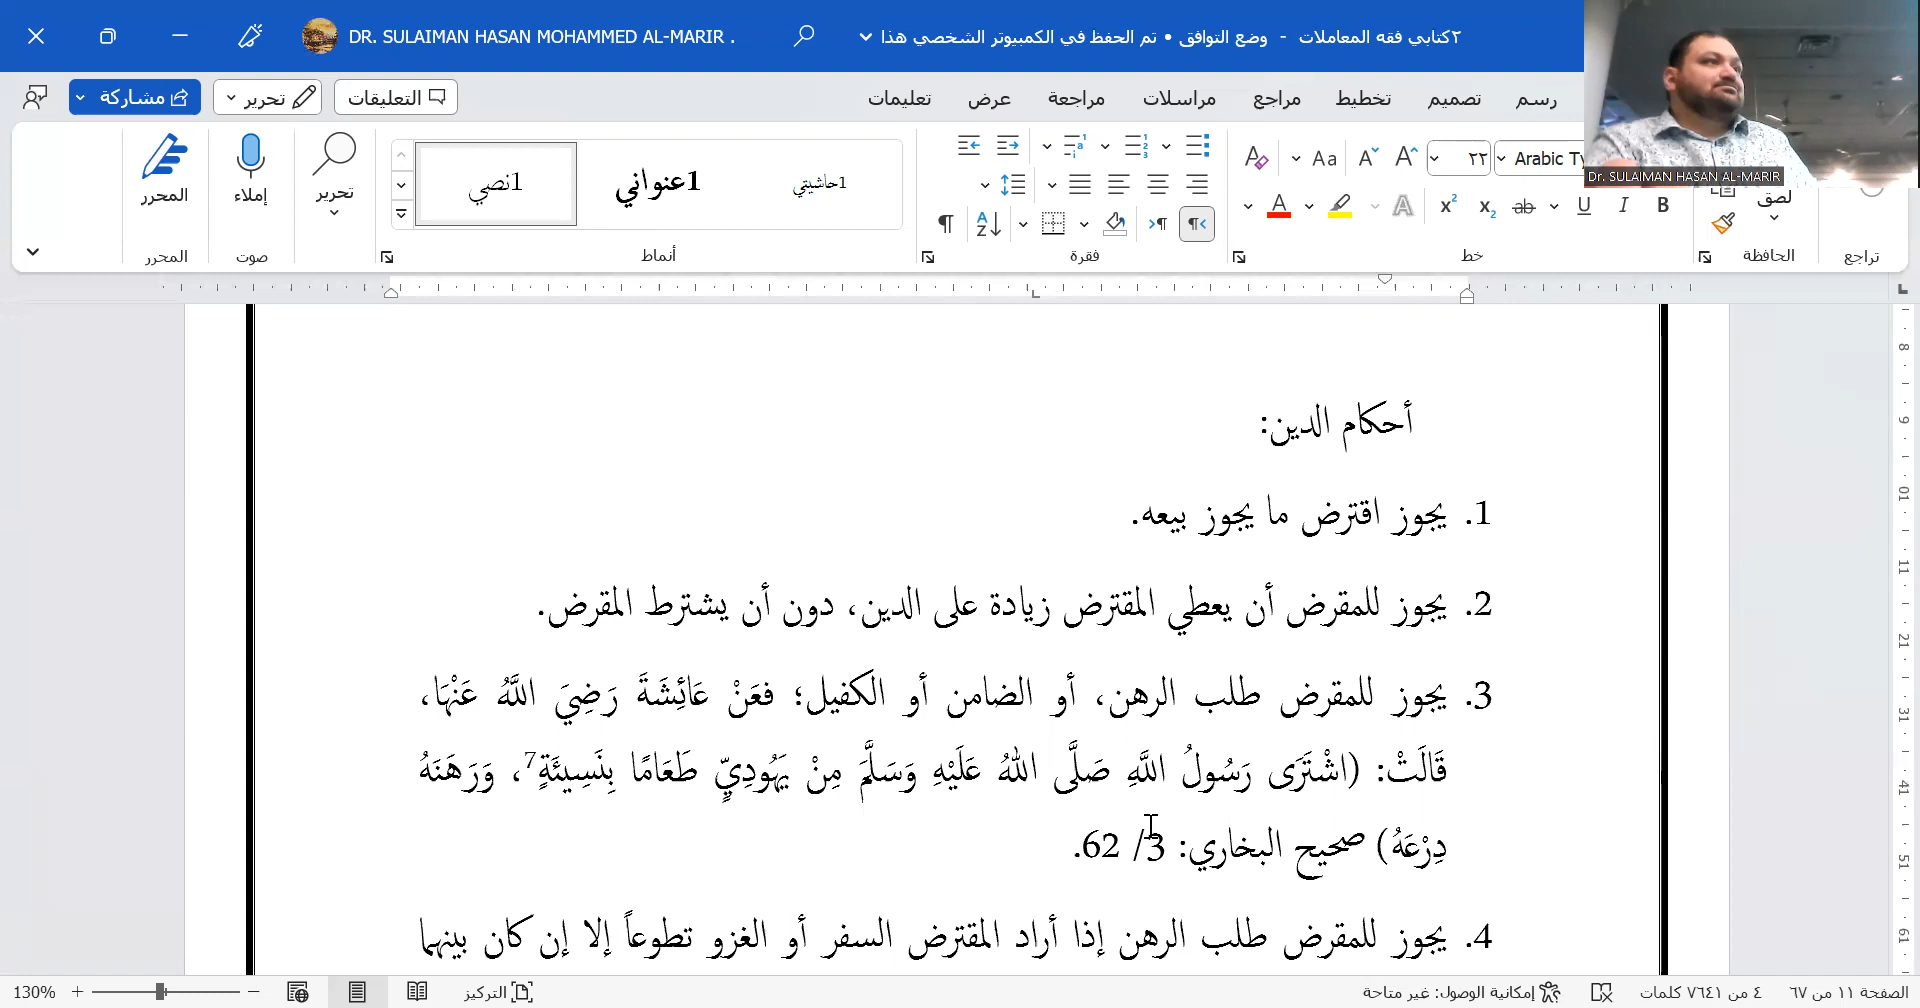 DR. SULAIMAN HASAN MOHAMMED AL-MARIR .
٢كتابي فقه المعاملات - وضع التوافق • تم الحفظ في الكمبيوتر الشخصي هذا
رسم تصميم تخطيط مراجع مراسلات مراجعة عرض تعليمات
التعليقات تحرير مشاركة
Dr. SULAIMAN HASAN AL-MARIR
لصق
Arabic Ty ٢٢
1حاشيتي 1عنواني 1نصي
تحرير إملاء المحرر
تراجع الحافظة خط فقرة أنماط صوت المحرر
أحكام الدين:
1. يجوز اقترض ما يجوز بيعه.
2. يجوز للمقرض أن يعطي المقترض زيادة على الدين، دون أن يشترط المقرض.
3. يجوز للمقرض طلب الرهن، أو الضامن أو الكفيل؛ فعَنْ عَائِشَةَ رَضِيَ اللَّهُ عَنْهَا،
قَالَتْ: (اشْتَرَى رَسُولُ اللَّهِ صَلَّى اللهُ عَلَيْهِ وَسَلَّمَ مِنْ يَهُودِيٍّ طَعَامًا بِنَسِيئَةٍ7، وَرَهَنَهُ
دِرْعَهُ) صحيح البخاري: 3/ 62.
4. يجوز للمقرض طلب الرهن إذا أراد المقترض السفر أو الغزو تطوعاً إلا إن كان بينهما
الصفحة ١١ من ٦٧ ٤ من ٧٦٤١ كلمات إمكانية الوصول: غير متاحة التركيز 130%